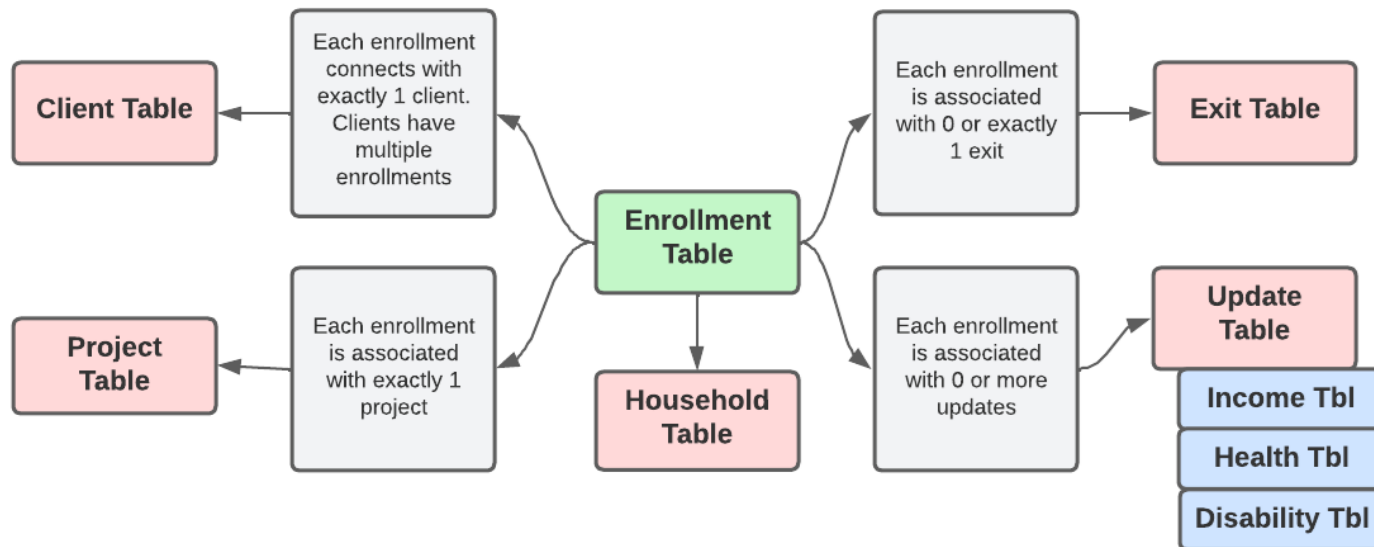 Client Table
Each enrollment
connects with
exactly 1 client.
Clients have
multiple
enrollments
Each enrollment
is associated
with 0 or exactly
1 exit
Exit Table
Enrollment
Table
Project
Table
Each enrollment
is associated
with exactly 1
project
Household
Table
Each enrollment
is associated
with 0 or more
updates
Update
Table
Income Tbl
Health Tbl
Disability Tbl